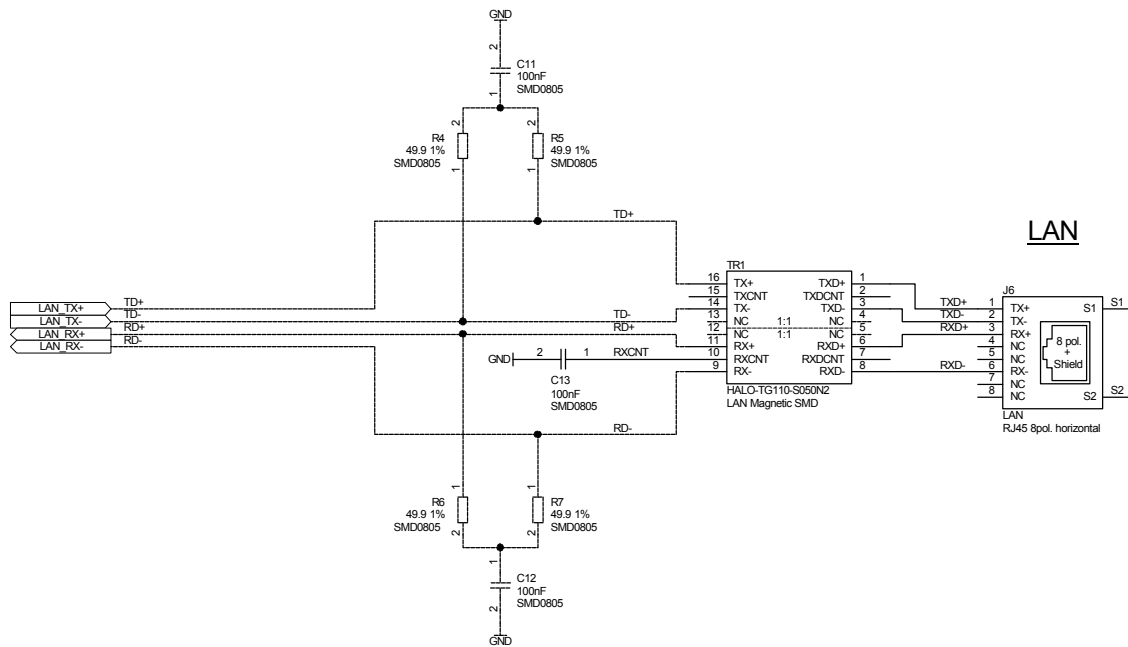 GND
2
C11
100nF
SMD0805
1
2
2
R4
49.9 1%
SMD0805
R5
49.9 1%
SMD0805
1
1
TD+
LAN
TR1
16 TX+ TXD+ 1
15 TXCNT TXDCNT 2
14 TX- TXD- 3
13 NC NC 4
1:1
12 NC NC 5
1:1
11 RX+ RXD+ 6
10 RXCNT RXDCNT 7
9 RX- RXD- 8
HALO-TG110-S050N2
LAN Magnetic SMD
LAN_TX+ TD+
LAN_TX- TD-
LAN_RX+ RD+
LAN_RX- RD-
TD-
RD+
GND 2 1 RXCNT
C13
100nF
SMD0805
RD-
TXD+
TXD-
RXD+
RXD-
J6
1 TX+ S1 S1
2 TX-
3 RX+
4 NC
5 NC
6 RX-
7 NC
8 NC S2 S2
8 pol.
+
Shield
LAN
RJ45 8pol. horizontal
1
1
R6
49.9 1%
SMD0805
R7
49.9 1%
SMD0805
2
2
1
C12
100nF
SMD0805
2
GND